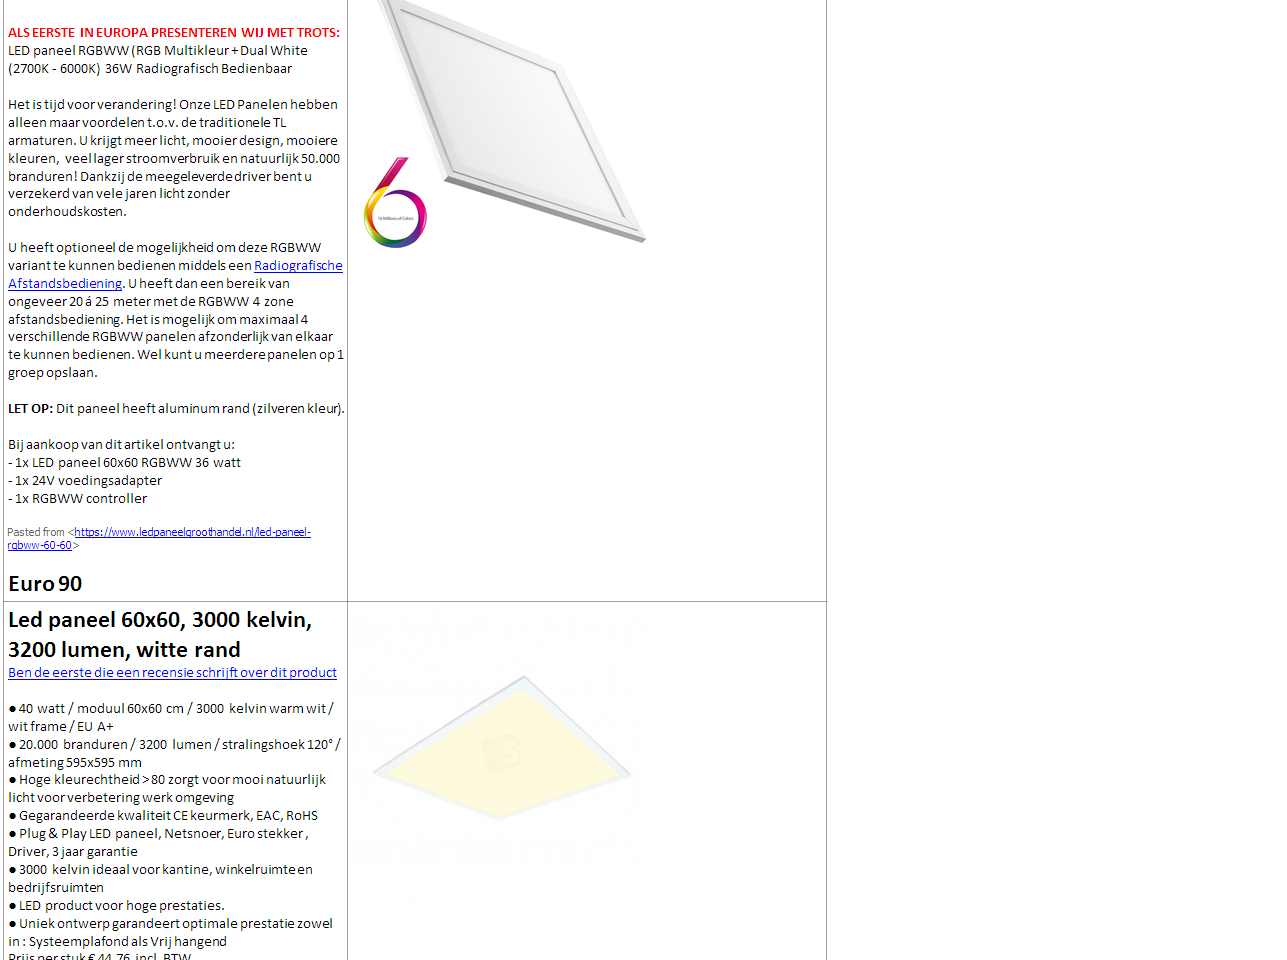 ALS EERSTE IN EUROPA PRESENTEREN WIJ MET TROTS:
LED paneel RGBWW (RGB Multikleur + Dual White
(2700K - 6000K) 36W Radiografisch Bedienbaar
Het is tijd voor verandering! Onze LED Panelen hebben
alleen maar voordelen t.o.v. de traditionele TL
armaturen. U krijgt meer licht, mooier design, mooiere
kleuren, veel lager stroomverbruik en natuurlijk 50.000
branduren! Dankzij de meegeleverde driver bent u
verzekerd van vele jaren licht zonder
onderhoudskosten.
16 Millions of Colors
U heeft optioneel de mogelijkheid om deze RGBWW
variant te kunnen bedienen middels een Radiografische
Afstandsbediening. U heeft dan een bereik van
ongeveer 20 á 25 meter met de RGBWW 4 zone
afstandsbediening. Het is mogelijk om maximaal 4
verschillende RGBWW panelen afzonderlijk van elkaar
te kunnen bedienen. Wel kunt u meerdere panelen op 1
groep opslaan.
LET OP: Dit paneel heeft aluminum rand (zilveren kleur).
Bij aankoop van dit artikel ontvangt u:
- 1x LED paneel 60x60 RGBWW 36 watt
- 1x 24V voedingsadapter
- 1x RGBWW controller
Pasted from <https://www.ledpaneelgroothandel.nl/led-paneel-
rgbww-60-60>
Euro 90
Led paneel 60x60, 3000 kelvin,
3200 lumen, witte rand
Ben de eerste die een recensie schrijft over dit product
● 40 watt / moduul 60x60 cm / 3000 kelvin warm wit /
wit frame / EU A+
● 20.000 branduren / 3200 lumen / stralingshoek 120° /
afmeting 595x595 mm
● Hoge kleurechtheid >80 zorgt voor mooi natuurlijk
licht voor verbetering werk omgeving
● Gegarandeerde kwaliteit CE keurmerk, EAC, RoHS
● Plug & Play LED paneel, Netsnoer, Euro stekker ,
Driver, 3 jaar garantie
● 3000 kelvin ideaal voor kantine, winkelruimte en
bedrijfsruimten
● LED product voor hoge prestaties.
● Uniek ontwerp garandeert optimale prestatie zowel
in : Systeemplafond als Vrij hangend
Prijs per stuk € 44,76 incl. BTW